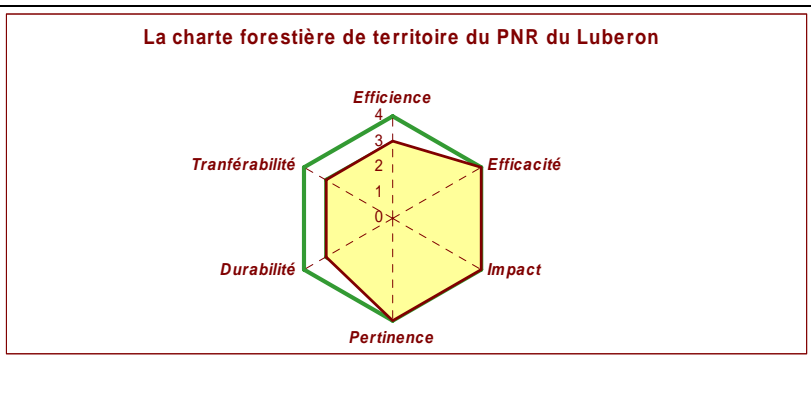 La charte forestière de territoire du PNR du Luberon
Efficience
4
3
Tranférabilité
2
Efficacité
1
0
Durabilité
Impact
Pertinence